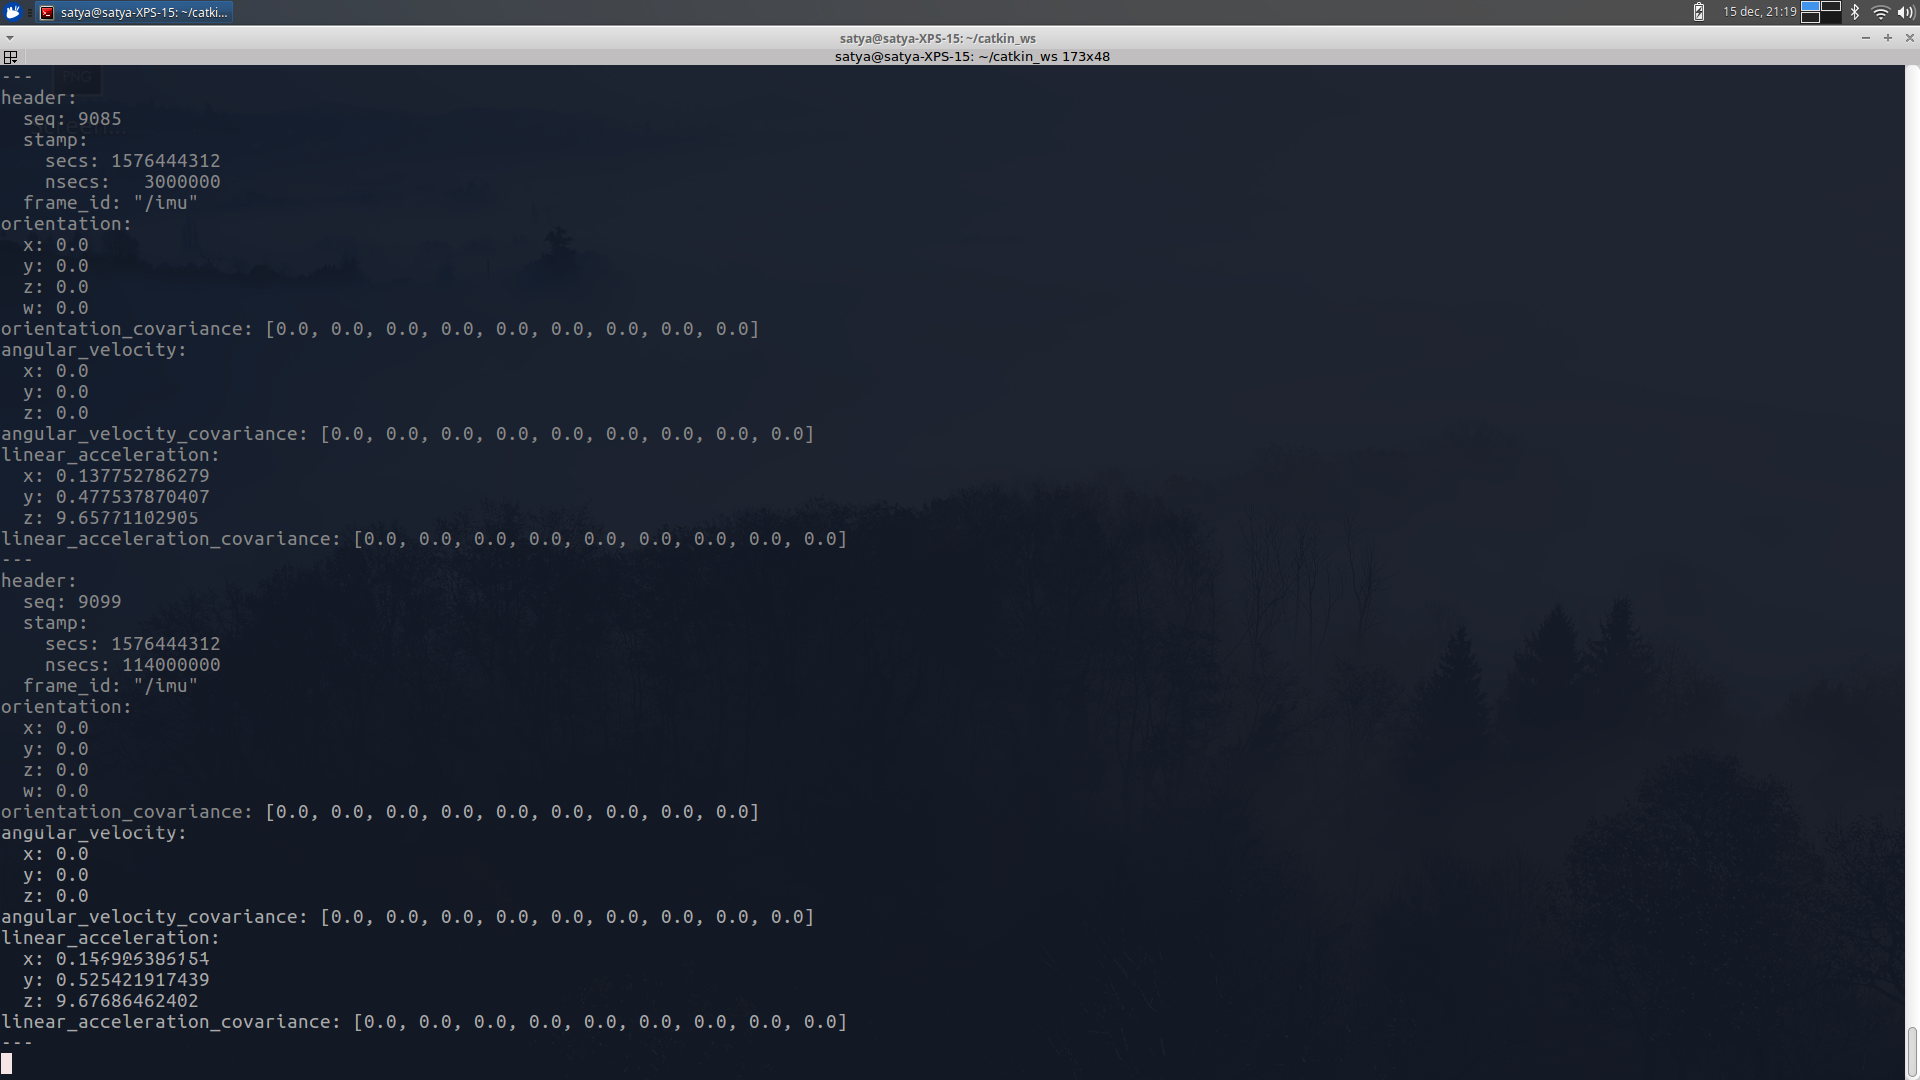 satya@satya-XPS-15: ~/catki...
15 dec, 21:19
satya@satya-XPS-15: ~/catkin_ws
satya@satya-XPS-15: ~/catkin_ws 173x48
---
PNG
header:
  seq: 9085
  stamp:
    secs: 1576444312
    nsecs:   3000000
  frame_id: "/imu"
orientation:
  x: 0.0
  y: 0.0
  z: 0.0
  w: 0.0
orientation_covariance: [0.0, 0.0, 0.0, 0.0, 0.0, 0.0, 0.0, 0.0, 0.0]
angular_velocity:
  x: 0.0
  y: 0.0
  z: 0.0
angular_velocity_covariance: [0.0, 0.0, 0.0, 0.0, 0.0, 0.0, 0.0, 0.0, 0.0]
linear_acceleration:
  x: 0.137752786279
  y: 0.477537870407
  z: 9.65771102905
linear_acceleration_covariance: [0.0, 0.0, 0.0, 0.0, 0.0, 0.0, 0.0, 0.0, 0.0]
---
header:
  seq: 9099
  stamp:
    secs: 1576444312
    nsecs: 114000000
  frame_id: "/imu"
orientation:
  x: 0.0
  y: 0.0
  z: 0.0
  w: 0.0
orientation_covariance: [0.0, 0.0, 0.0, 0.0, 0.0, 0.0, 0.0, 0.0, 0.0]
angular_velocity:
  x: 0.0
  y: 0.0
  z: 0.0
angular_velocity_covariance: [0.0, 0.0, 0.0, 0.0, 0.0, 0.0, 0.0, 0.0, 0.0]
linear_acceleration:
  x:
  y: 0.525421917439
  z: 9.67686462402
linear_acceleration_covariance: [0.0, 0.0, 0.0, 0.0, 0.0, 0.0, 0.0, 0.0, 0.0]
---